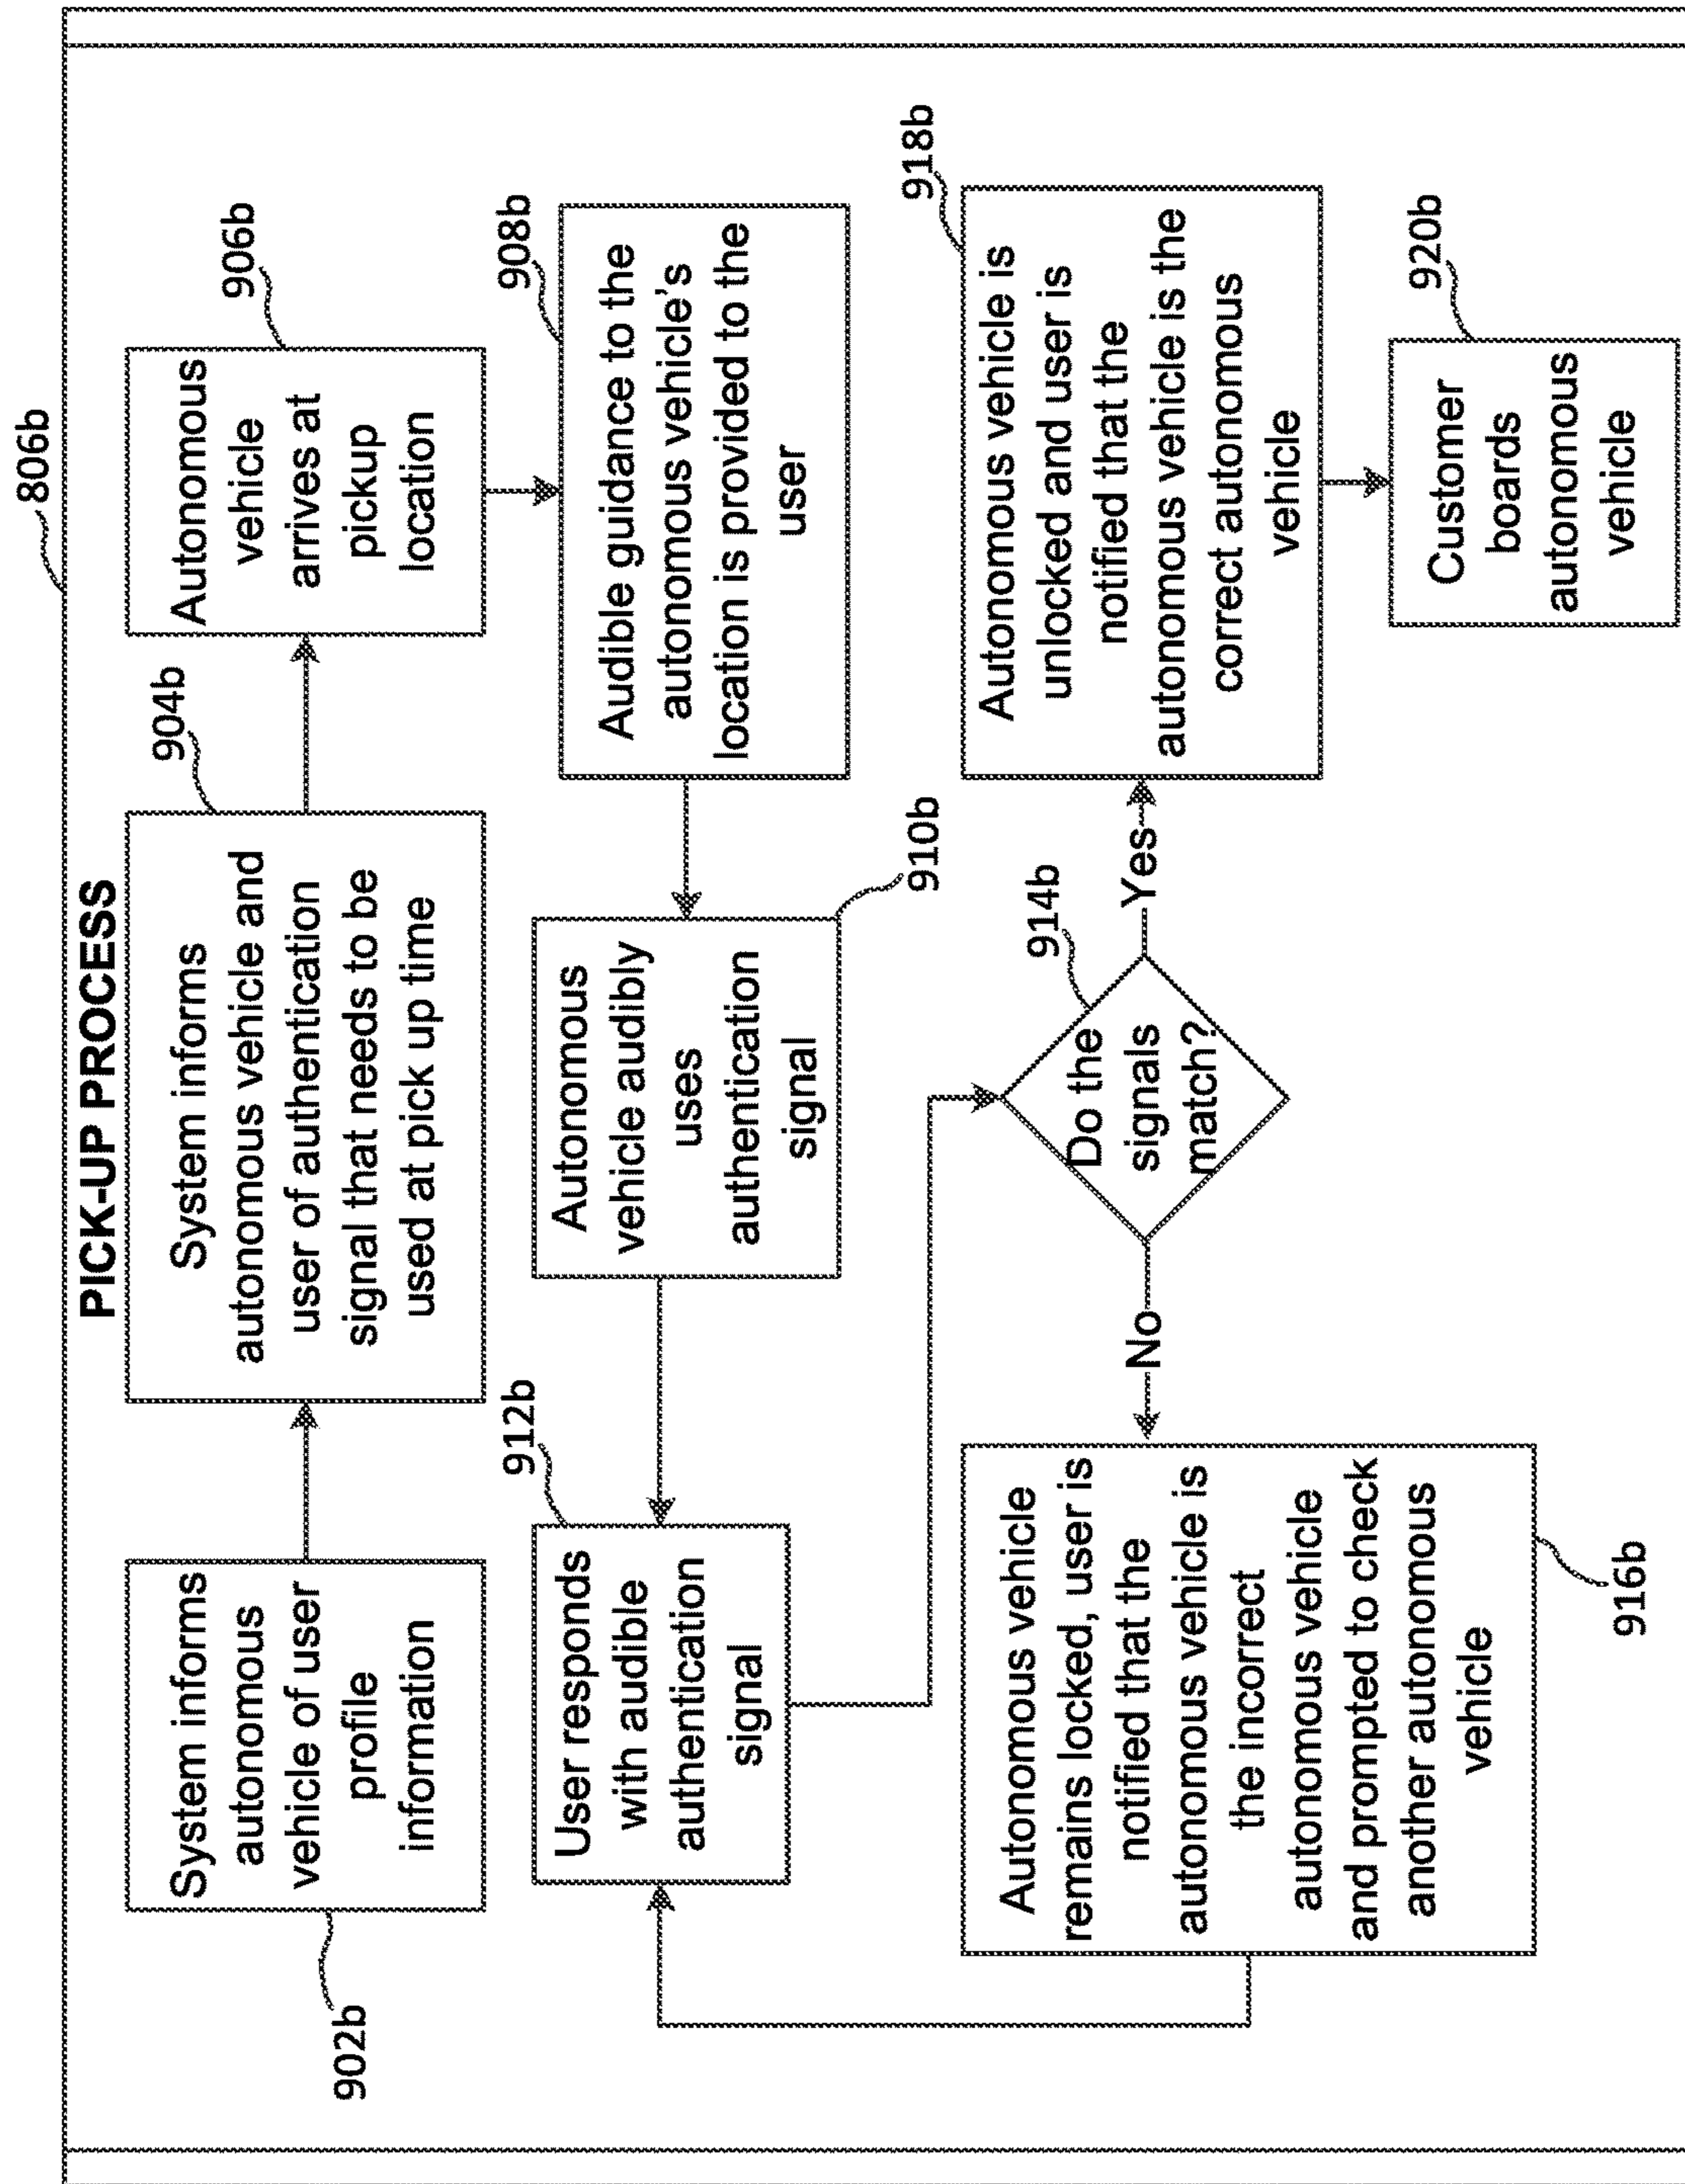 806b
PICK-UP PROCESS
902b
System informs
autonomous
vehicle of user
profile
information
904b
System informs
autonomous vehicle and
user of authentication
signal that needs to be
used at pick up time
906b
Autonomous
vehicle
arrives at
pickup
location
908b
Audible guidance to the
autonomous vehicle's
location is provided to the
user
910b
Autonomous
vehicle audibly
uses
authentication
signal
912b
User responds
with audible
authentication
signal
914b
Do the
signals
match?
No
Yes
916b
Autonomous vehicle
remains locked, user is
notified that the
autonomous vehicle is
the incorrect
autonomous vehicle
and prompted to check
another autonomous
vehicle
918b
Autonomous vehicle is
unlocked and user is
notified that the
autonomous vehicle is the
correct autonomous
vehicle
920b
Customer
boards
autonomous
vehicle